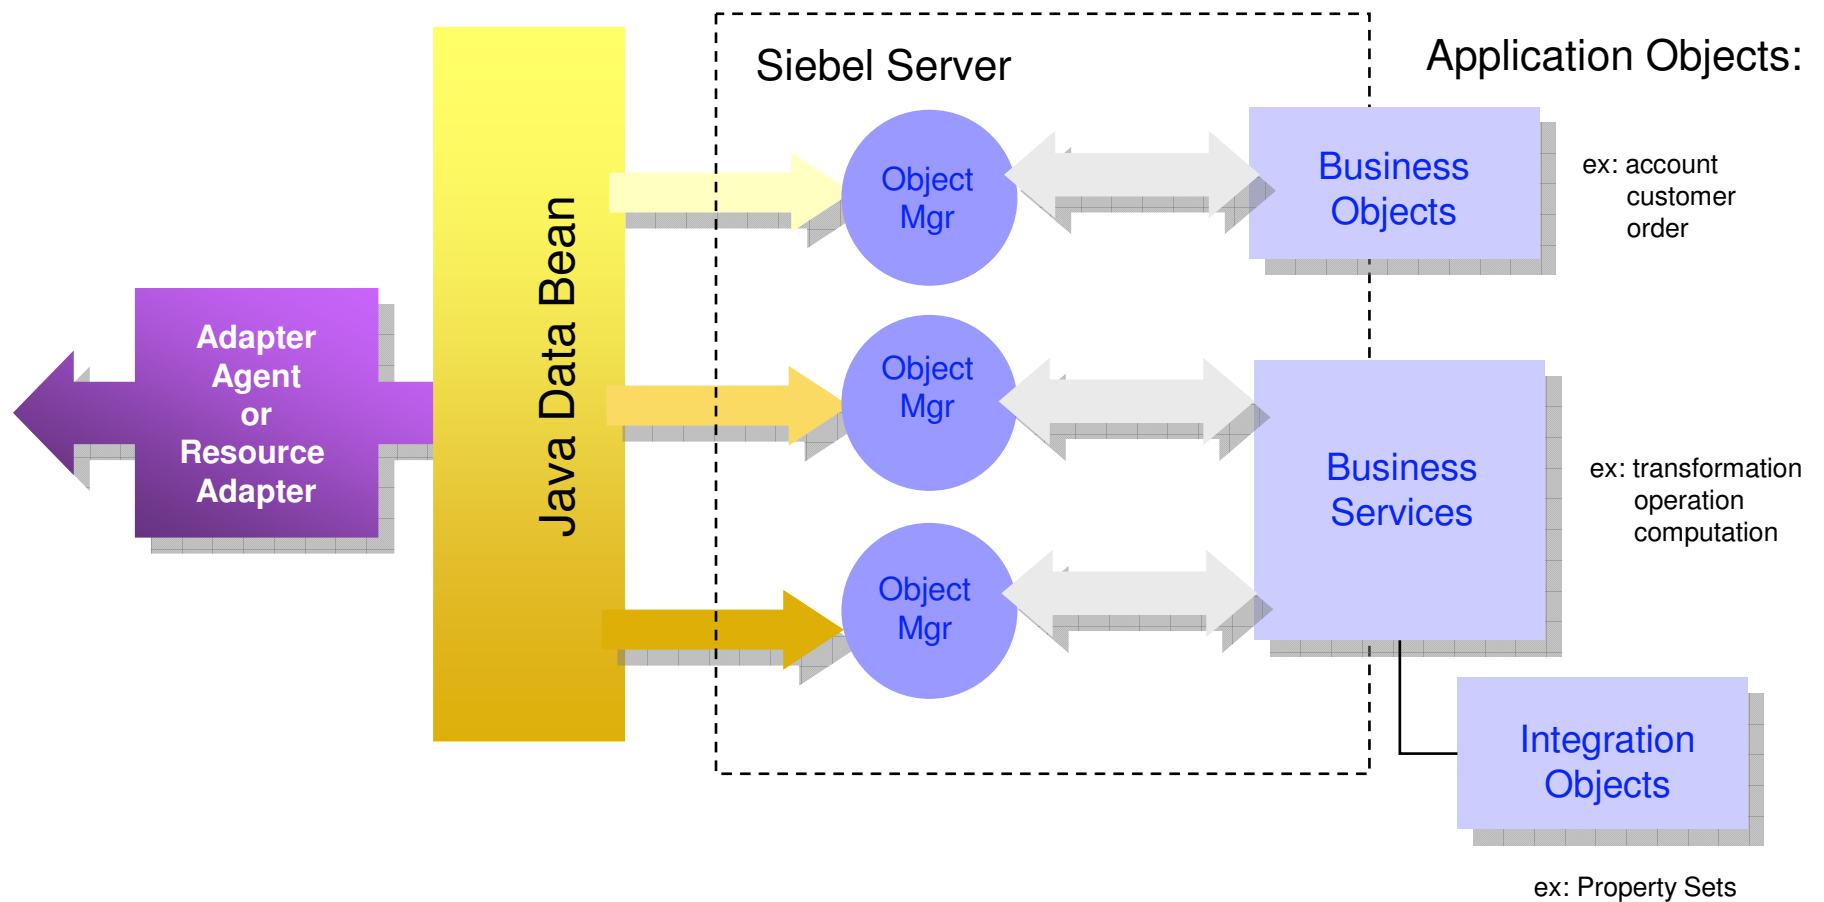 Siebel Server
Application Objects:
Object
Mgr
Business
Objects
ex: account
customer
order
Adapter
Agent
or
Resource
Adapter
Java Data Bean
Object
Mgr
Business
Services
ex: transformation
operation
computation
Object
Mgr
Integration
Objects
ex: Property Sets